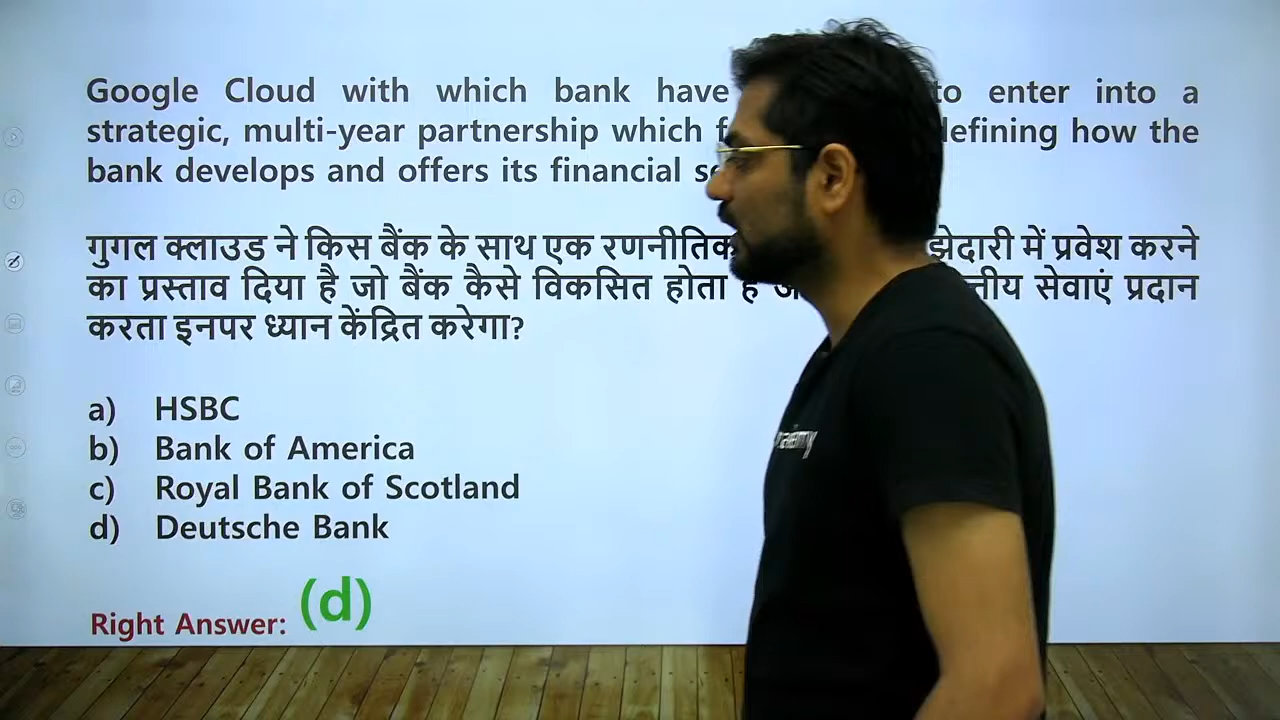 Google Cloud with which bank have to enter into a
strategic, multi-year partnership which defining how the
bank develops and offers its financial
गुगल क्लाउड ने किस बैंक के साथ एक रणनीतिक में प्रवेश करने
का प्रस्ताव दिया है जो बैंक कैसे विकसित होता है सेवाएं प्रदान
करता इनपर ध्यान केंद्रित करेगा?
a) HSBC
b) Bank of America
c) Royal Bank of Scotland
d) Deutsche Bank
Right Answer: (d)